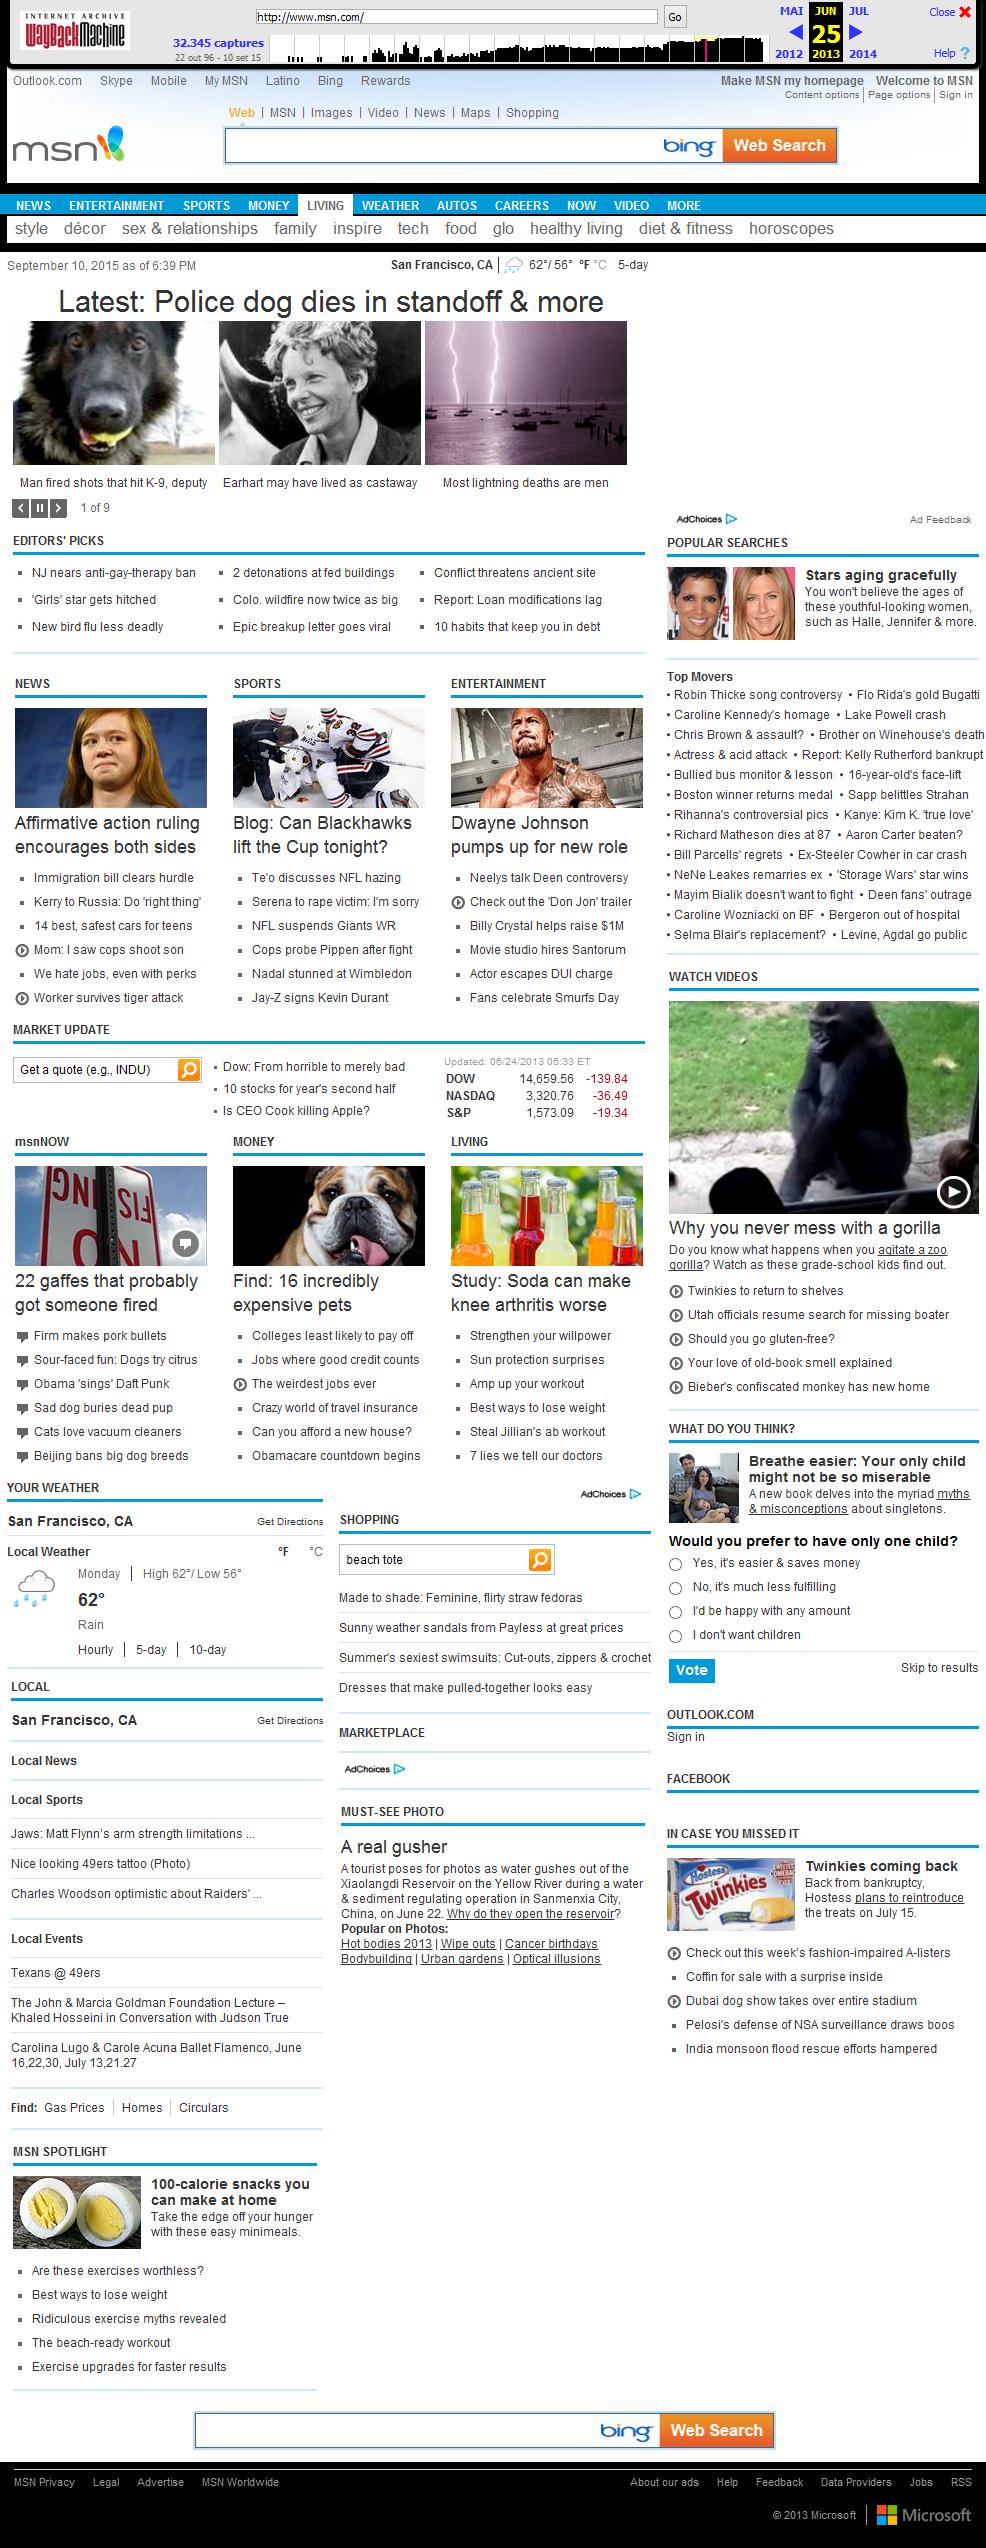 INTERNET ARCHIVE
WayBackMachine
http://www.msn.com/
Go
32.345 captures
22 out 96 - 10 set 15
MAI JUN JUL
25
2012 2013 2014
Close
Help ?
Outlook.com Skype Mobile My MSN Latino Bing Rewards
Make MSN my homepage Welcome to MSN
Content options Page options Sign in
Web MSN Images Video News Maps Shopping
msn
bing Web Search
NEWS ENTERTAINMENT SPORTS MONEY LIVING WEATHER AUTOS CAREERS NOW VIDEO MORE
style décor sex & relationships family inspire tech food glo healthy living diet & fitness horoscopes
September 10, 2015 as of 6:39 PM
San Francisco, CA 62°/ 56° °F °C 5-day
Latest: Police dog dies in standoff & more
Man fired shots that hit K-9, deputy
Earhart may have lived as castaway
Most lightning deaths are men
1 of 9
AdChoices
Ad Feedback
EDITORS' PICKS
NJ nears anti-gay-therapy ban
2 detonations at fed buildings
Conflict threatens ancient site
'Girls' star gets hitched
Colo. wildfire now twice as big
Report: Loan modifications lag
New bird flu less deadly
Epic breakup letter goes viral
10 habits that keep you in debt
POPULAR SEARCHES
Stars aging gracefully
You won't believe the ages of
these youthful-looking women,
such as Halle, Jennifer & more.
Top Movers
• Robin Thicke song controversy • Flo Rida's gold Bugatti
• Caroline Kennedy's homage • Lake Powell crash
• Chris Brown & assault? • Brother on Winehouse's death
• Actress & acid attack • Report: Kelly Rutherford bankrupt
• Bullied bus monitor & lesson • 16-year-old's face-lift
• Boston winner returns medal • Sapp belittles Strahan
• Rihanna's controversial pics • Kanye: Kim K. 'true love'
• Richard Matheson dies at 87 • Aaron Carter beaten?
• Bill Parcells' regrets • Ex-Steeler Cowher in car crash
• NeNe Leakes remarries ex • 'Storage Wars' star wins
• Mayim Bialik doesn't want to fight • Deen fans' outrage
• Caroline Wozniacki on BF • Bergeron out of hospital
• Selma Blair's replacement? • Levine, Agdal go public
NEWS
Affirmative action ruling
encourages both sides
Immigration bill clears hurdle
Kerry to Russia: Do 'right thing'
14 best, safest cars for teens
Mom: I saw cops shoot son
We hate jobs, even with perks
Worker survives tiger attack
SPORTS
Blog: Can Blackhawks
lift the Cup tonight?
Te'o discusses NFL hazing
Serena to rape victim: I'm sorry
NFL suspends Giants WR
Cops probe Pippen after fight
Nadal stunned at Wimbledon
Jay-Z signs Kevin Durant
ENTERTAINMENT
Dwayne Johnson
pumps up for new role
Neelys talk Deen controversy
Check out the 'Don Jon' trailer
Billy Crystal helps raise $1M
Movie studio hires Santorum
Actor escapes DUI charge
Fans celebrate Smurfs Day
MARKET UPDATE
Get a quote (e.g., INDU)
Dow: From horrible to merely bad
10 stocks for year's second half
Is CEO Cook killing Apple?
Updated: 06/24/2013 05:33 ET
DOW 14,659.56 -139.84
NASDAQ 3,320.76 -36.49
S&P 1,573.09 -19.34
msnNOW
FISHING
NO
22 gaffes that probably
got someone fired
Firm makes pork bullets
Sour-faced fun: Dogs try citrus
Obama 'sings' Daft Punk
Sad dog buries dead pup
Cats love vacuum cleaners
Beijing bans big dog breeds
MONEY
Find: 16 incredibly
expensive pets
Colleges least likely to pay off
Jobs where good credit counts
The weirdest jobs ever
Crazy world of travel insurance
Can you afford a new house?
Obamacare countdown begins
LIVING
Study: Soda can make
knee arthritis worse
Strengthen your willpower
Sun protection surprises
Amp up your workout
Best ways to lose weight
Steal Jillian's ab workout
7 lies we tell our doctors
WATCH VIDEOS
Why you never mess with a gorilla
Do you know what happens when you agitate a zoo
gorilla? Watch as these grade-school kids find out.
Twinkies to return to shelves
Utah officials resume search for missing boater
Should you go gluten-free?
Your love of old-book smell explained
Bieber's confiscated monkey has new home
WHAT DO YOU THINK?
Breathe easier: Your only child
might not be so miserable
A new book delves into the myriad myths
& misconceptions about singletons.
Would you prefer to have only one child?
Yes, it's easier & saves money
No, it's much less fulfilling
I'd be happy with any amount
I don't want children
Vote
Skip to results
OUTLOOK.COM
Sign in
FACEBOOK
IN CASE YOU MISSED IT
Hostess
Twinkies
Twinkies coming back
Back from bankruptcy,
Hostess plans to reintroduce
the treats on July 15.
Check out this week's fashion-impaired A-listers
Coffin for sale with a surprise inside
Dubai dog show takes over entire stadium
Pelosi's defense of NSA surveillance draws boos
India monsoon flood rescue efforts hampered
YOUR WEATHER
San Francisco, CA Get Directions
Local Weather °F °C
Monday High 62°/ Low 56°
62°
Rain
Hourly 5-day 10-day
LOCAL
San Francisco, CA Get Directions
Local News
Local Sports
Jaws: Matt Flynn's arm strength limitations ...
Nice looking 49ers tattoo (Photo)
Charles Woodson optimistic about Raiders' ...
Local Events
Texans @ 49ers
The John & Marcia Goldman Foundation Lecture –
Khaled Hosseini in Conversation with Judson True
Carolina Lugo & Carole Acuna Ballet Flamenco, June
16,22,30, July 13,21.27
Find: Gas Prices Homes Circulars
AdChoices
SHOPPING
beach tote
Made to shade: Feminine, flirty straw fedoras
Sunny weather sandals from Payless at great prices
Summer's sexiest swimsuits: Cut-outs, zippers & crochet
Dresses that make pulled-together looks easy
MARKETPLACE
AdChoices
MUST-SEE PHOTO
A real gusher
A tourist poses for photos as water gushes out of the
Xiaolangdi Reservoir on the Yellow River during a water
& sediment regulating operation in Sanmenxia City,
China, on June 22. Why do they open the reservoir?
Popular on Photos:
Hot bodies 2013 | Wipe outs | Cancer birthdays
Bodybuilding | Urban gardens | Optical illusions
MSN SPOTLIGHT
100-calorie snacks you
can make at home
Take the edge off your hunger
with these easy minimeals.
Are these exercises worthless?
Best ways to lose weight
Ridiculous exercise myths revealed
The beach-ready workout
Exercise upgrades for faster results
bing Web Search
MSN Privacy Legal Advertise MSN Worldwide
About our ads Help Feedback Data Providers Jobs RSS
© 2013 Microsoft Microsoft